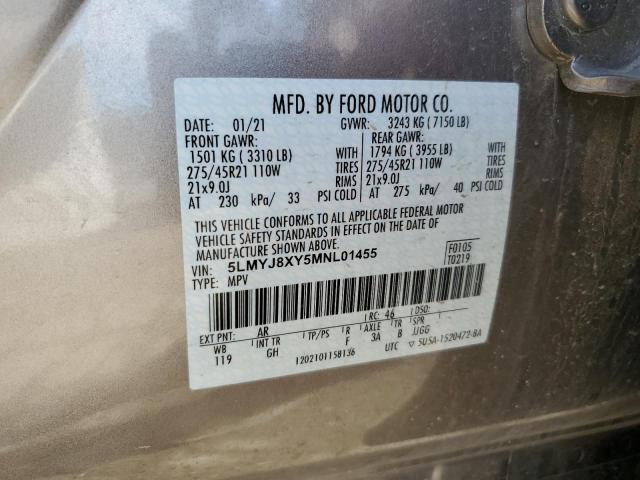 MFD. BY FORD MOTOR CO.
DATE: 01/21 GVWR: 3243 KG ( 7150 LB)
FRONT GAWR: REAR GAWR:
1501 KG ( 3310 LB) WITH 1794 KG ( 3955 LB) WITH
275/45R21 110W TIRES 275/45R21 110W TIRES
21x9.0J RIMS 21x9.0J RIMS
AT 230 kPa/ 33 PSI COLD AT 275 kPa/ 40 PSI COLD
THIS VEHICLE CONFORMS TO ALL APPLICABLE FEDERAL MOTOR
VEHICLE SAFETY STANDARDS IN EFFECT ON THE DATE OF
MANUFACTURE SHOWN ABOVE.
VIN: 5LMYJ8XY5MNL01455 F0105
TYPE: MPV T0219
EXT PNT: AR RC: 46 DSO:
WB INT TR TP/PS R AXLE TR SPR
119 GH F 3A B JJGG
1202101158136 UTC 5U5A-1520472-BA